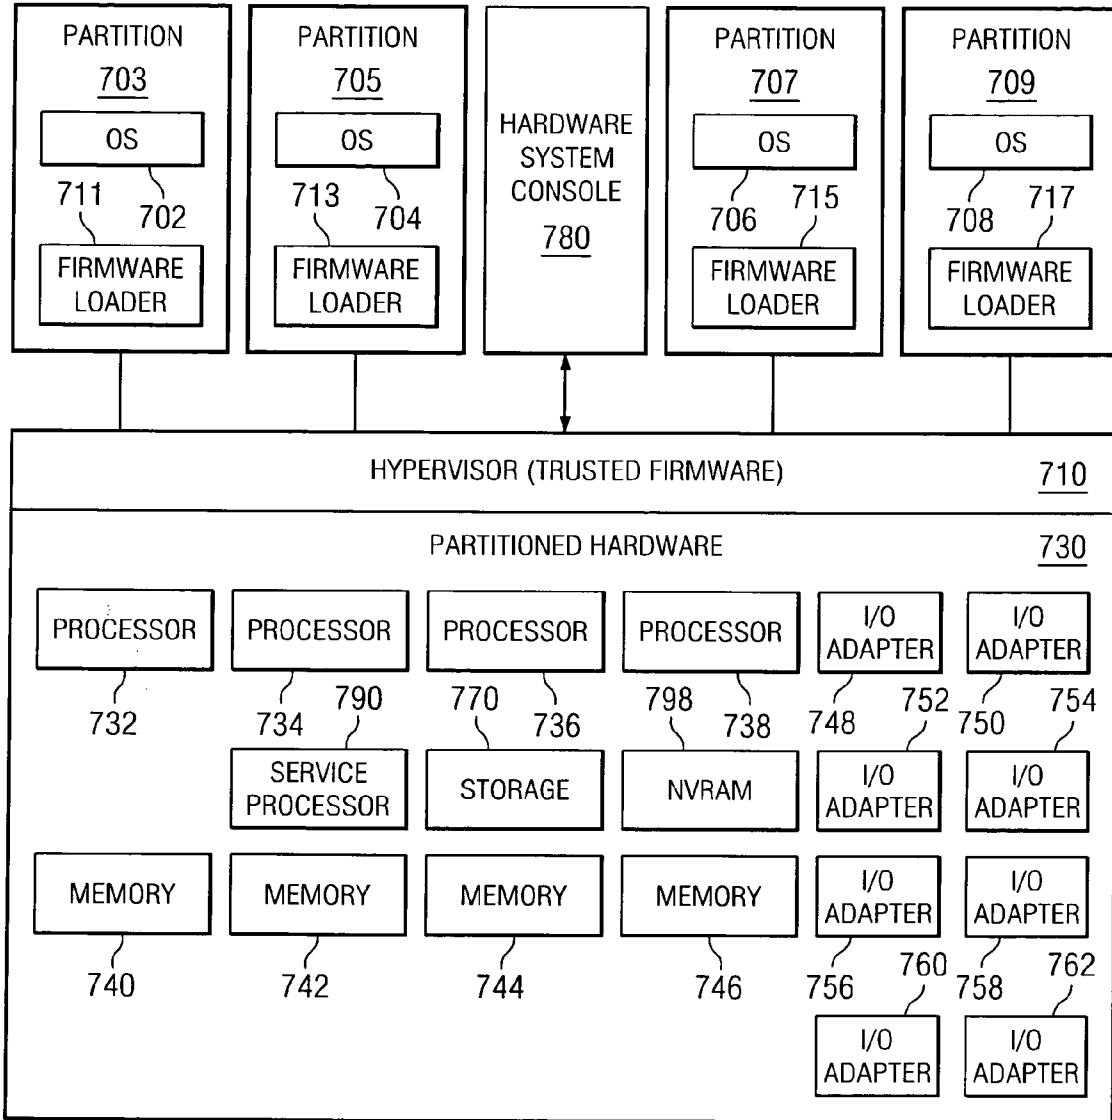 PARTITION
703
OS
711
702
FIRMWARE
LOADER
PARTITION
705
OS
713
704
FIRMWARE
LOADER
HARDWARE
SYSTEM
CONSOLE
780
PARTITION
707
OS
706
715
FIRMWARE
LOADER
PARTITION
709
OS
708
717
FIRMWARE
LOADER
HYPERVISOR (TRUSTED FIRMWARE)
710
PARTITIONED HARDWARE
730
PROCESSOR
PROCESSOR
PROCESSOR
PROCESSOR
I/O
ADAPTER
I/O
ADAPTER
732
734
790
770
736
798
738
748
752
750
754
SERVICE
PROCESSOR
STORAGE
NVRAM
I/O
ADAPTER
I/O
ADAPTER
MEMORY
MEMORY
MEMORY
MEMORY
I/O
ADAPTER
I/O
ADAPTER
740
742
744
746
756
760
758
762
I/O
ADAPTER
I/O
ADAPTER